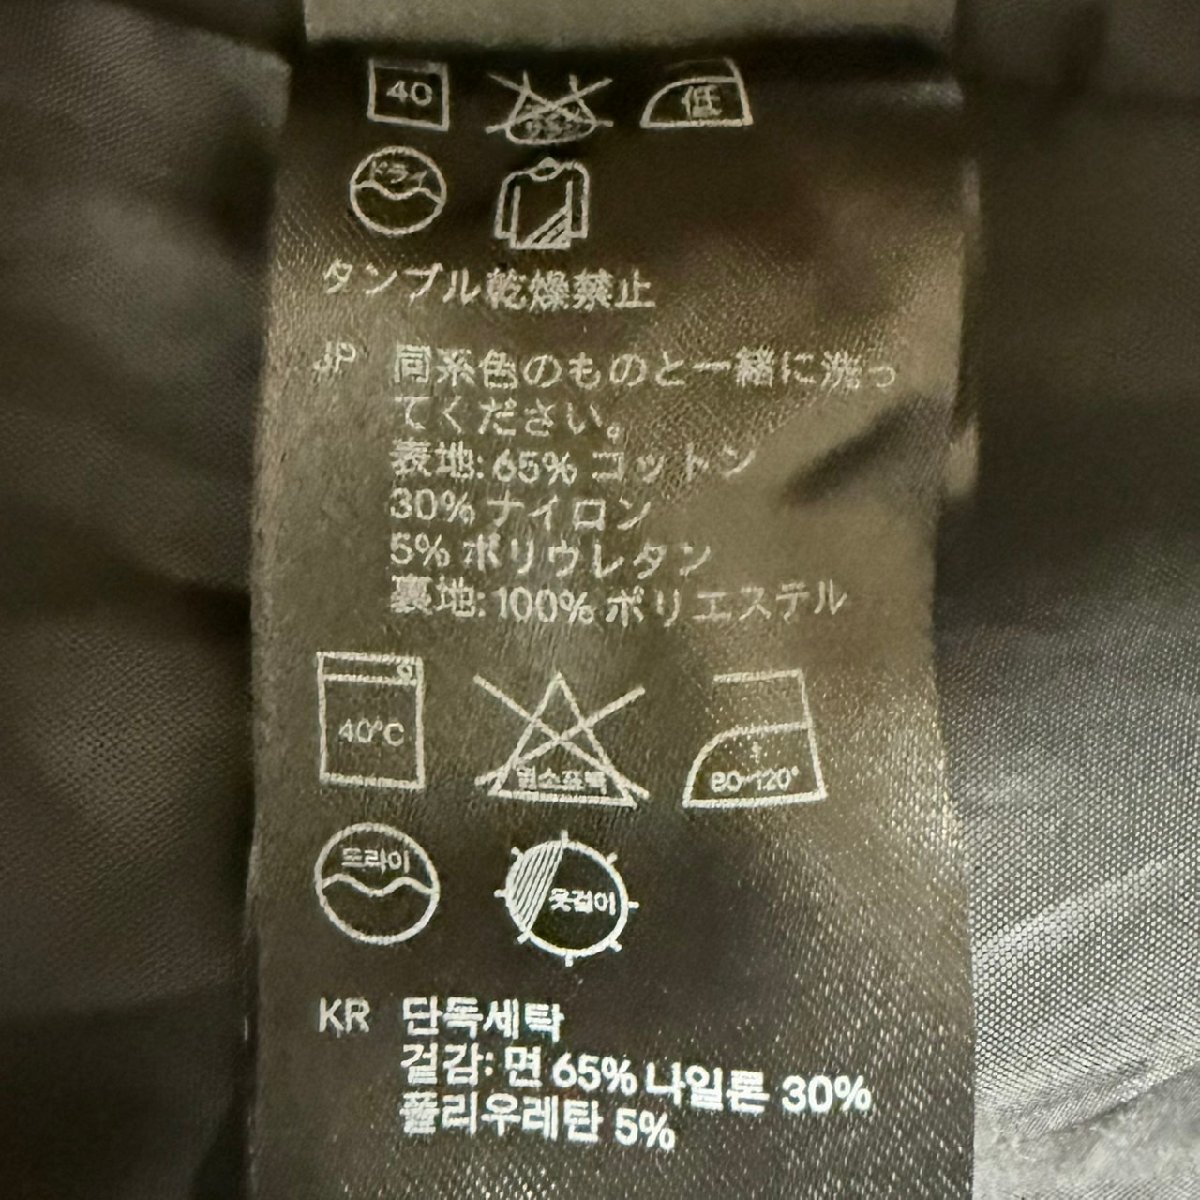 40
低
ドライ
タンブル乾燥禁止
JP 同系色のものと一緒に洗っ
てください。
表地: 65% コットン
30% ナイロン
5% ポリウレタン
裏地: 100% ポリエステル
40°C
염소표백
80-120°
드라이
옷걸이
KR 단독세탁
겉감: 면 65% 나일론 30%
폴리우레탄 5%